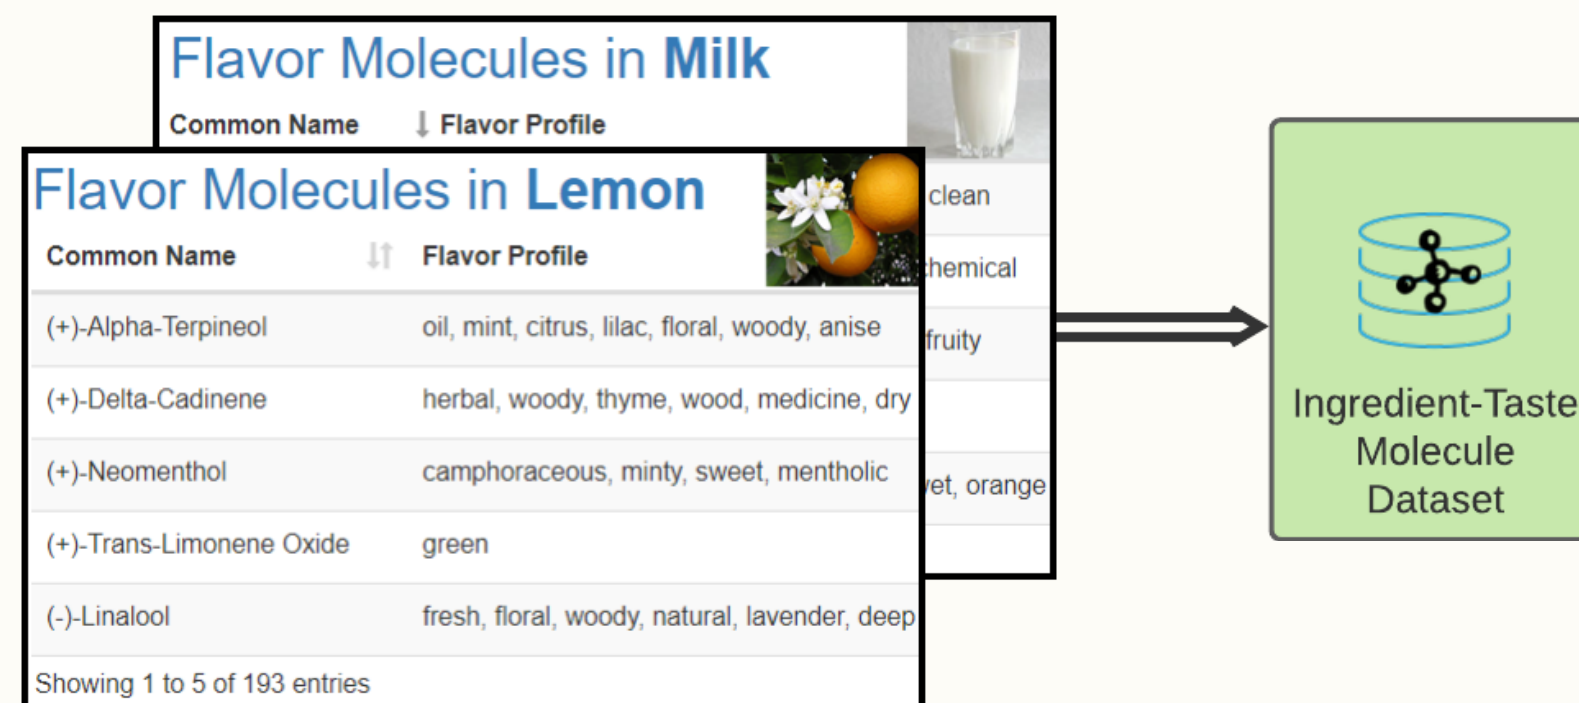 Flavor Molecules in Milk
Common Name Flavor Profile
clean
chemical
fruity
orange
Flavor Molecules in Lemon
Common Name Flavor Profile
(+)-Alpha-Terpineol oil, mint, citrus, lilac, floral, woody, anise
(+)-Delta-Cadinene herbal, woody, thyme, wood, medicine, dry
(+)-Neomenthol camphoraceous, minty, sweet, mentholic
(+)-Trans-Limonene Oxide green
(-)-Linalool fresh, floral, woody, natural, lavender, deep
Showing 1 to 5 of 193 entries
Ingredient-Taste
Molecule
Dataset